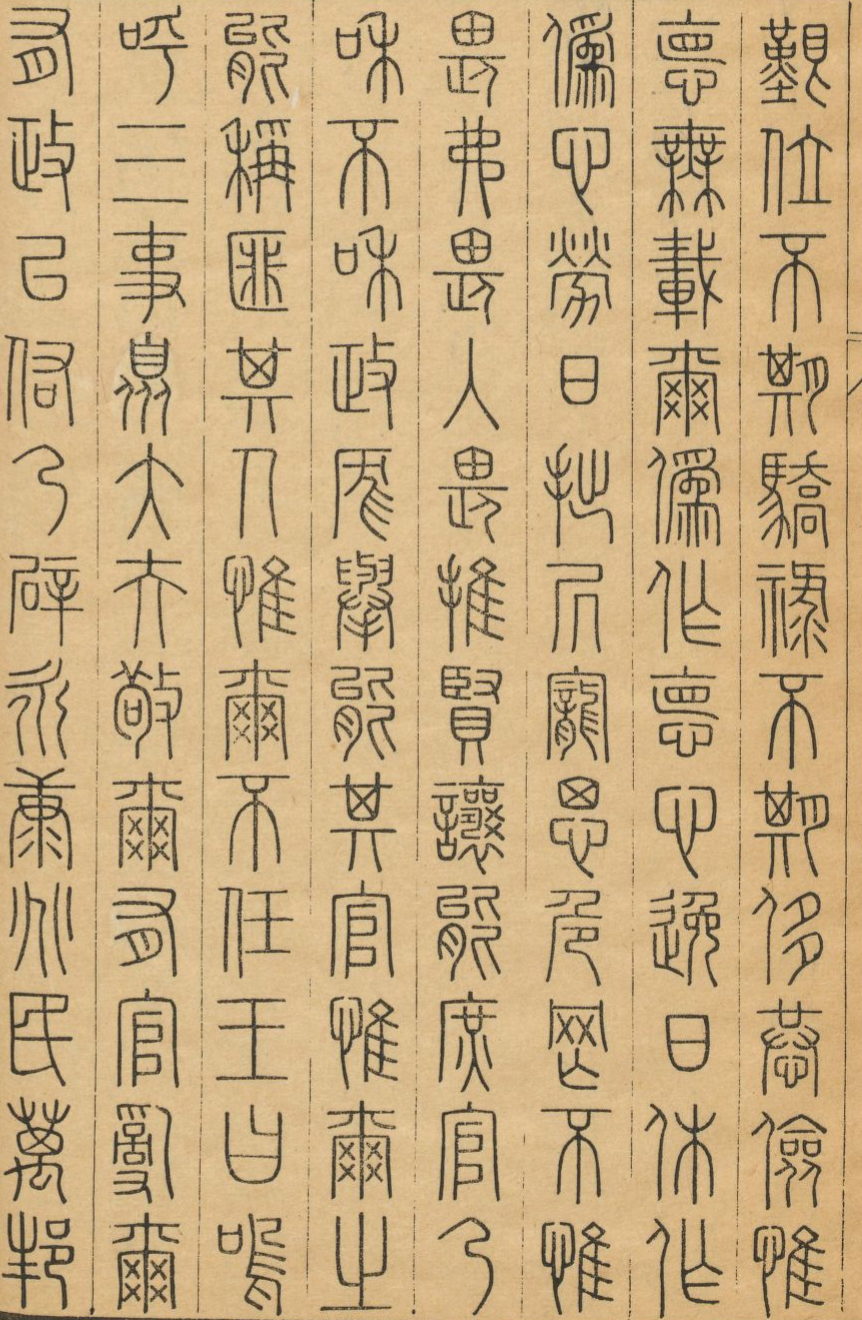 艱位不期驕祿不期侈恭儉惟
悳無載爾僞作悳心逸日休作
僞心勞日拙居寵思危罔不惟
畏弗畏入畏推賢讓能庶官乃
和不和政厖舉能其官惟爾之
能稱匪其人惟爾不任王曰嗚
呼三事暨大夫敬爾有官亂爾
有政以佑乃辟永康兆民萬邦